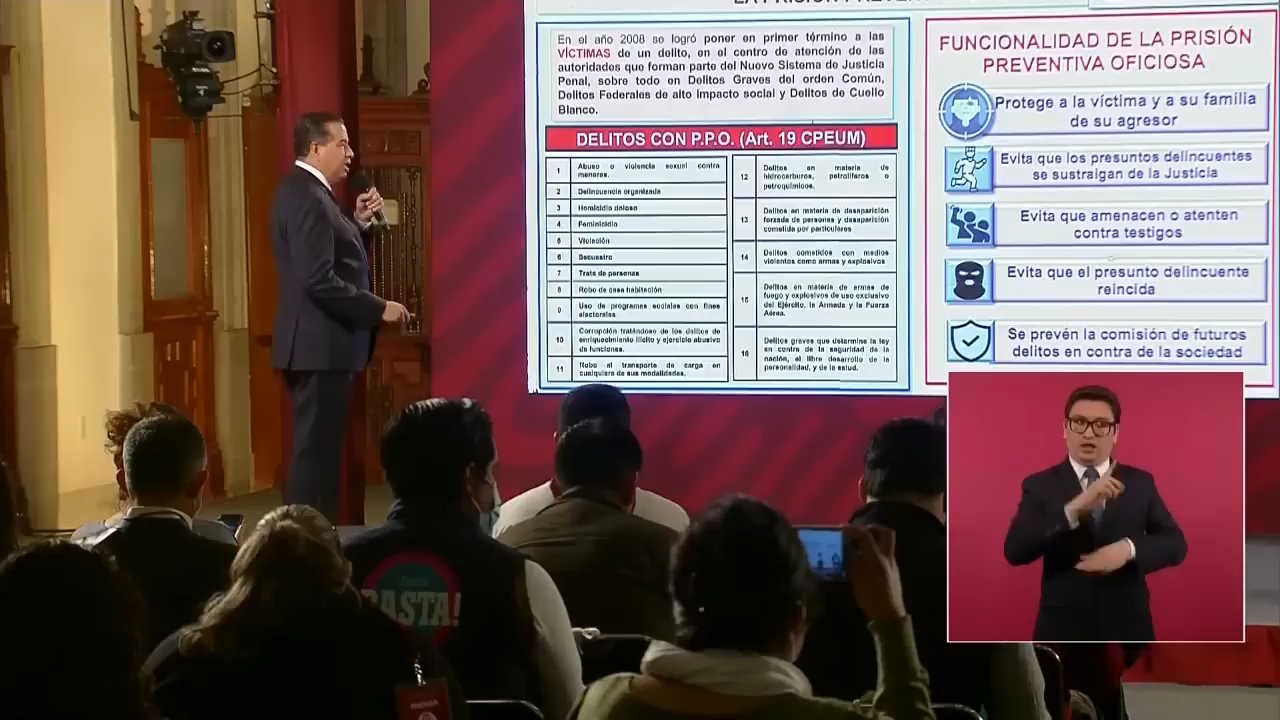 En el año 2008 se logró poner en primer término a las
VÍCTIMAS de un delito, en el centro de atención de las
autoridades que forman parte del Nuevo Sistema de Justicia
Penal, sobre todo en Delitos Graves del orden Común,
Delitos Federales de alto Impacto social y Delitos de Cuello
Blanco.
DELITOS CON P.P.O. (Art. 19 CPEUM)
1 Abuso o violencia sexual contra
menores.
2 Delincuencia organizada
3 Homicidio doloso
4 Feminicidio
5 Violación
6 Secuestro
7 Trata de personas
8 Robo de casa habitación
9 Uso de programas sociales con fines
electorales
10 Corrupción tratándose de los delitos de
enriquecimiento ilícito y ejercicio abusivo
de funciones.
11 Robo al transporte de carga en
cualquiera de sus modalidades.
12 Delitos en materia de
hidrocarburos, petrolíferos o
petroquímicos.
13 Delitos en materia de desaparición
forzada de personas y desaparición
cometida por particulares
14 Delitos cometidos con medios
violentos como armas y explosivos
15 Delitos en materia de armas de
fuego y explosivos de uso exclusivo
del Ejército, la Armada y la Fuerza
Aérea.
16 Delitos graves que determine la ley
en contra de la seguridad de la
nación, el libre desarrollo de la
personalidad, y de la salud.
FUNCIONALIDAD DE LA PRISIÓN
PREVENTIVA OFICIOSA
Protege a la víctima y a su familia
de su agresor
Evita que los presuntos delincuentes
se sustraigan de la Justicia
Evita que amenacen o atenten
contra testigos
Evita que el presunto delincuente
reincida
Se prevén la comisión de futuros
delitos en contra de la sociedad
BASTA!
PRENSA